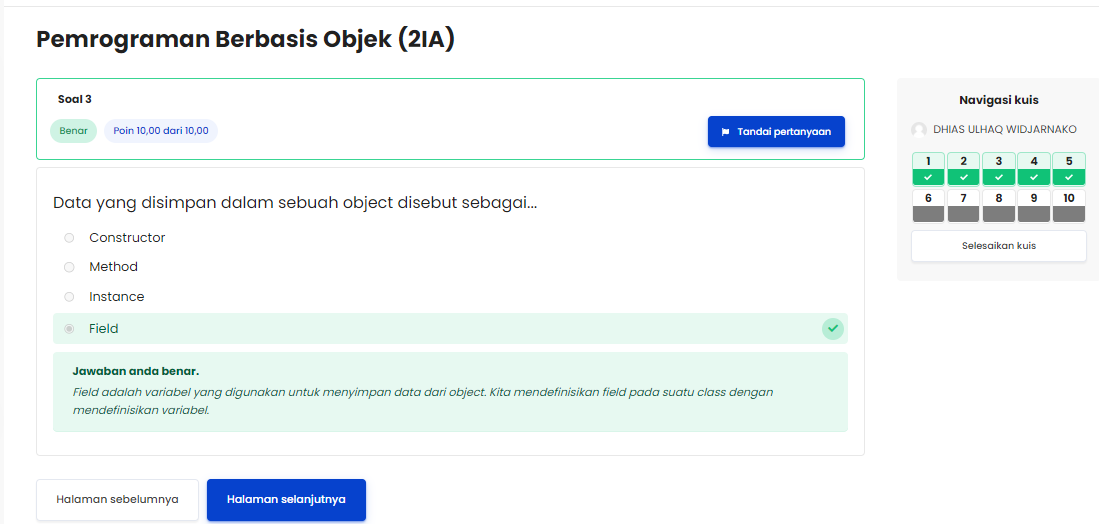 Pemrograman Berbasis Objek (2IA)
Soal 3
Benar
Poin 10,00 dari 10,00
Tandai pertanyaan
Data yang disimpan dalam sebuah object disebut sebagai...
Constructor
Method
Instance
Field
Jawaban anda benar.
Field adalah variabel yang digunakan untuk menyimpan data dari object. Kita mendefinisikan field pada suatu class dengan
mendefinisikan variabel.
Halaman sebelumnya
Halaman selanjutnya
Navigasi kuis
DHIAS ULHAQ WIDJARNAKO
1 2 3 4 5
6 7 8 9 10
Selesaikan kuis